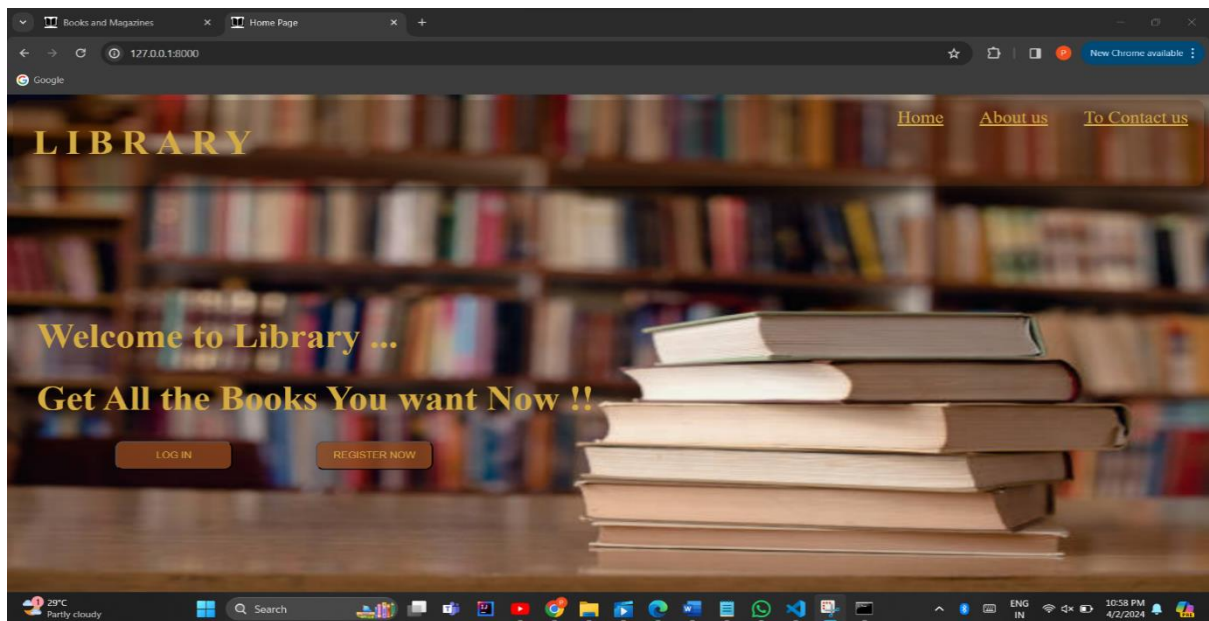 Books and Magazines
Home Page
127.0.0.1:8000
New Chrome available
P
Google
LIBRARY
Home About us To Contact us
Welcome to Library ...
Get All the Books You want Now !!
LOG IN REGISTER NOW
1
29°C
Partly cloudy
Search
ENG
IN
10:58 PM
4/2/2024